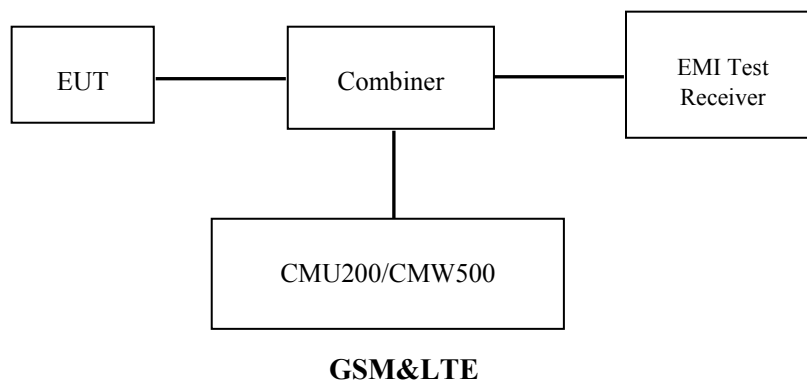 EUT
Combiner
EMI Test
Receiver
CMU200/CMW500
GSM&LTE